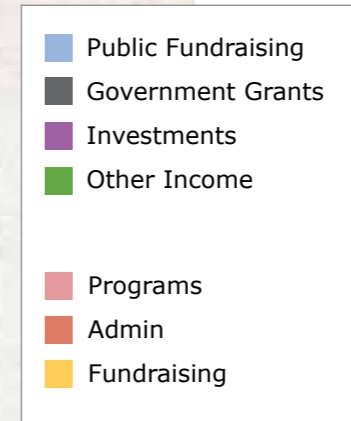 Public Fundraising
Government Grants
Investments
Other Income
Programs
Admin
Fundraising